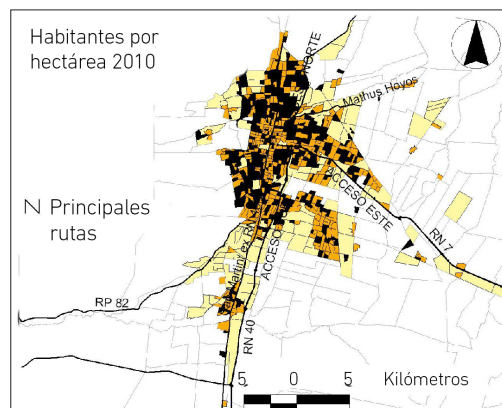 Habitantes por
hectárea 2010
NORTE
Mathus Hoyos
Principales
rutas
ACCESO ESTE
RN 7
ACCESO
RP 82
RN 40
5 0 5 Kilómetros